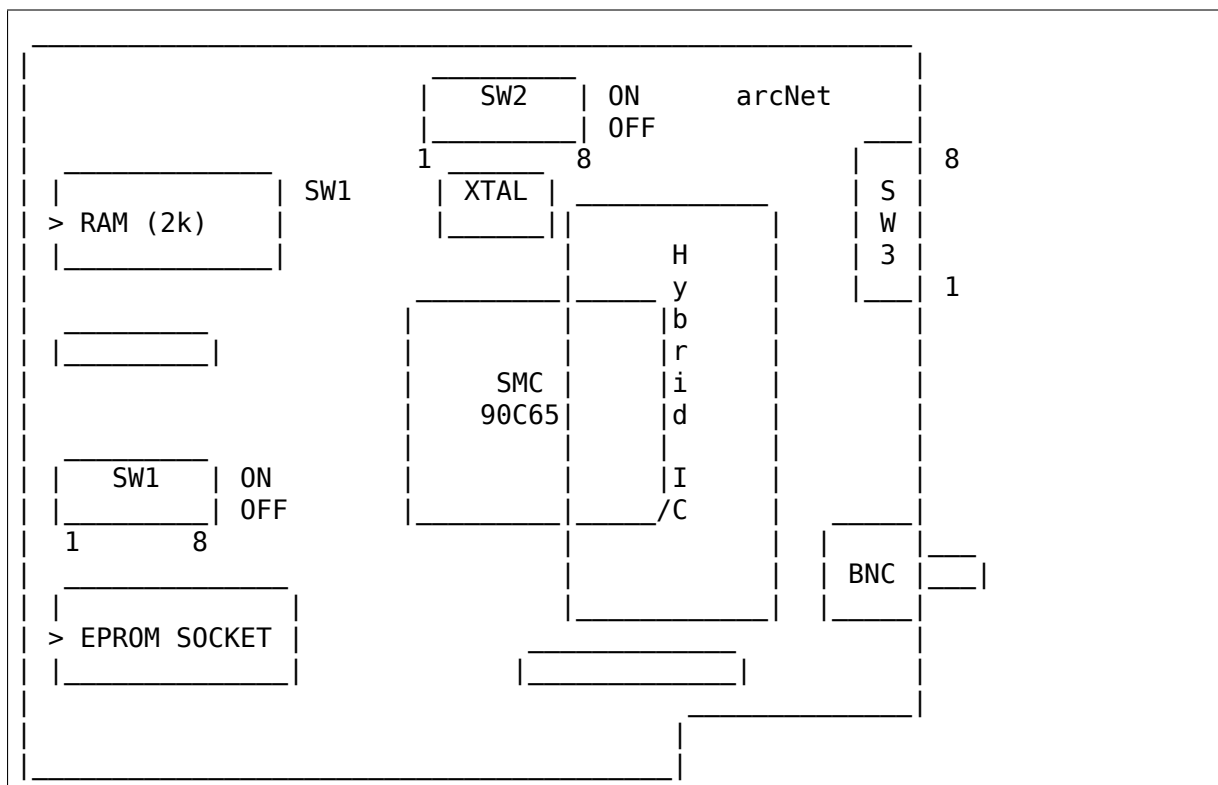 SW2 ON arcNet
OFF
1 8 8
SW1 XTAL S
> RAM (2k) W
H 3
y 1
b
r
SMC i
90C65 d
SW1 ON I
OFF /C
1 8
BNC
> EPROM SOCKET